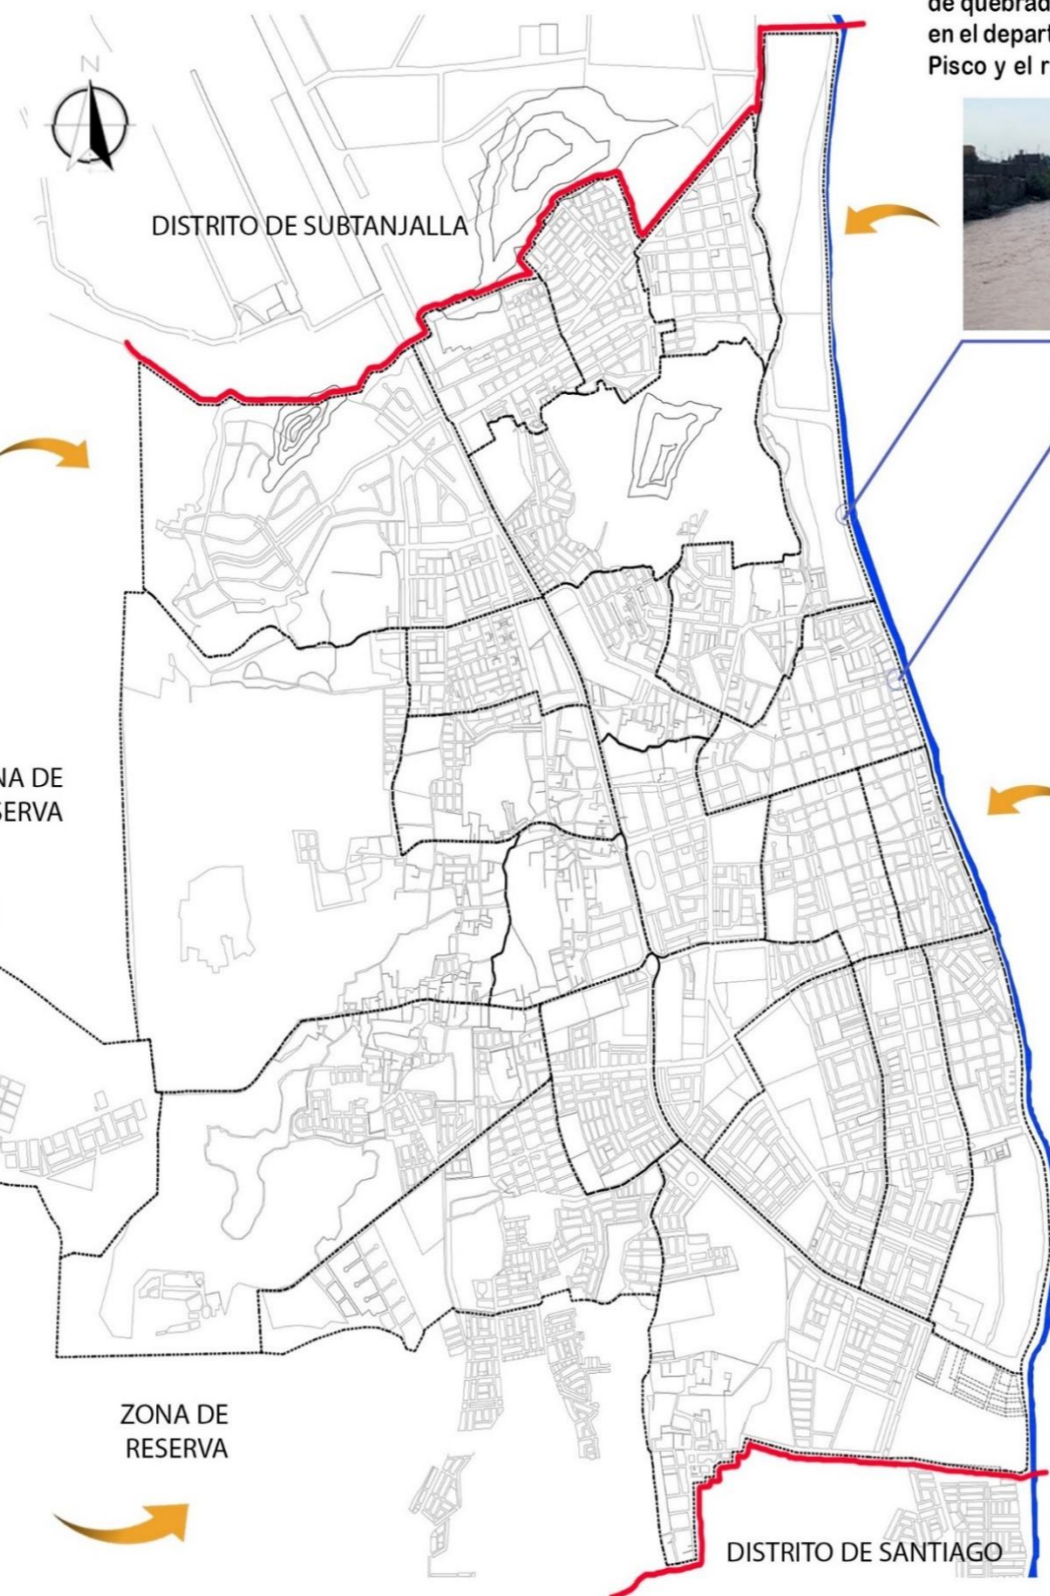 de quebrad
en el depart
Pisco y el r
N
DISTRITO DE SUBTANJALLA
NA DE
SERVA
ZONA DE
RESERVA
DISTRITO DE SANTIAGO